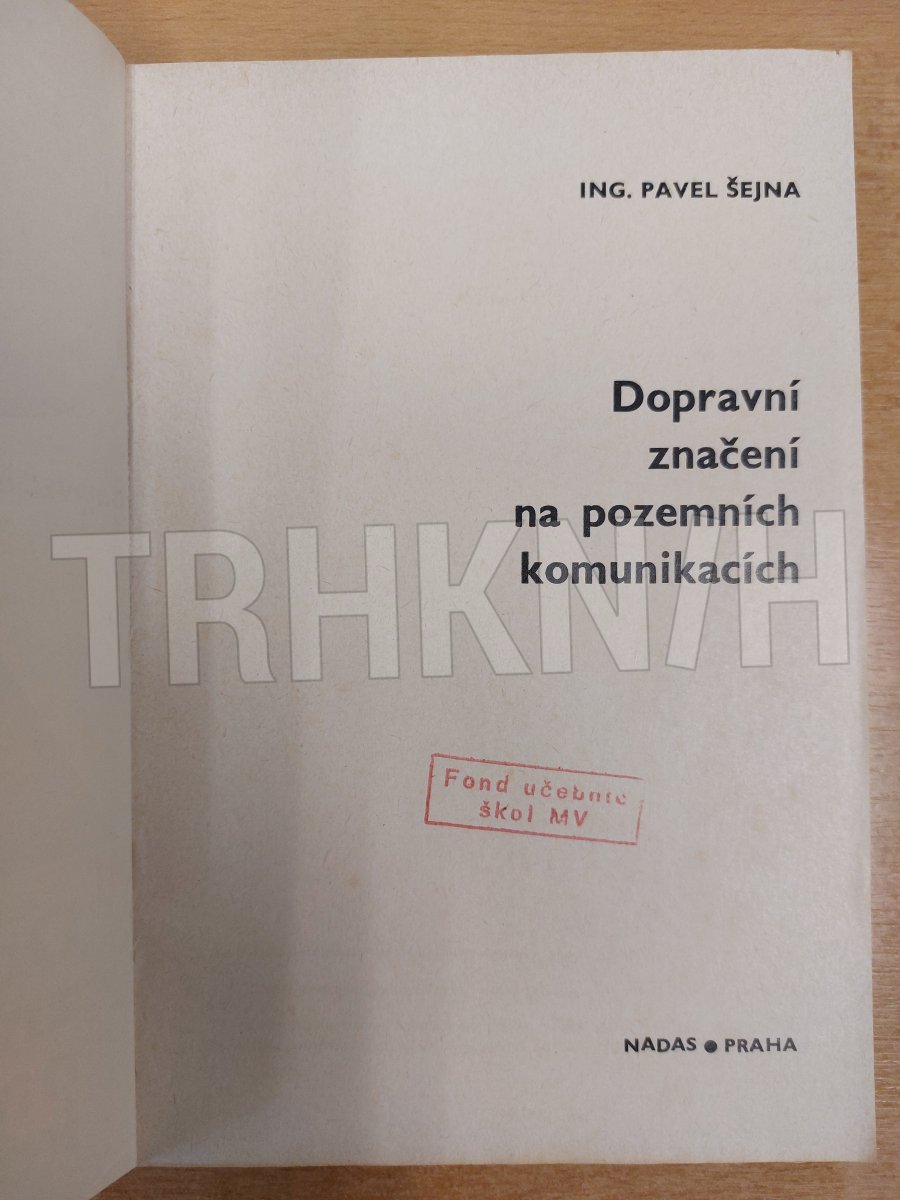 ING. PAVEL ŠEJNA
Dopravní
značení
na pozemních
komunikacích
TRHKNIH
Fond učebnic
škol MV
NADAS ● PRAHA